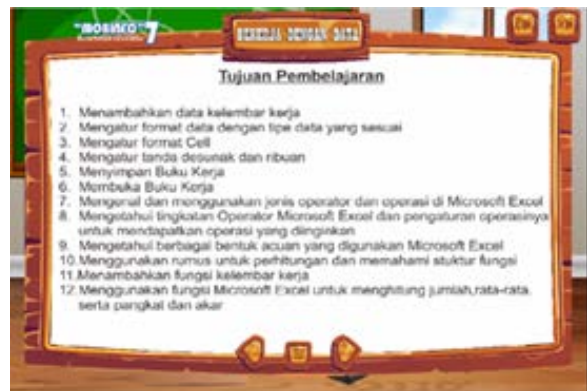 "MOBINEO" 7
BEKERJA DENGAN DATA
Tujuan Pembelajaran
1. Menambahkan data kelembar kerja
2. Mengatur format data dengan tipe data yang sesuai
3. Mengatur format Cell
4. Mengatur tanda desunak dan ribuan
5. Menyimpan Buku Kerja
6. Membuka Buku Kerja
7. Mengenal dan menggunakan jenis operator dan operasi di Microsoft Excel
8. Mengetahui tingkatan Operator Microsoft Excel dan pengaturan operasinya
untuk mendapatkan operasi yang diinginkan
9. Mengetahui berbagai bentuk acuan yang digunakan Microsoft Excel
10.Menggunakan rumus untuk perhitungan dan memahami stuktur fungsi
11.Menambahkan fungsi kelembar kerja
12.Menggunakan fungsi Microsoft Excel untuk menghitung jumlah,rata-rata,
serta pangkat dan akar